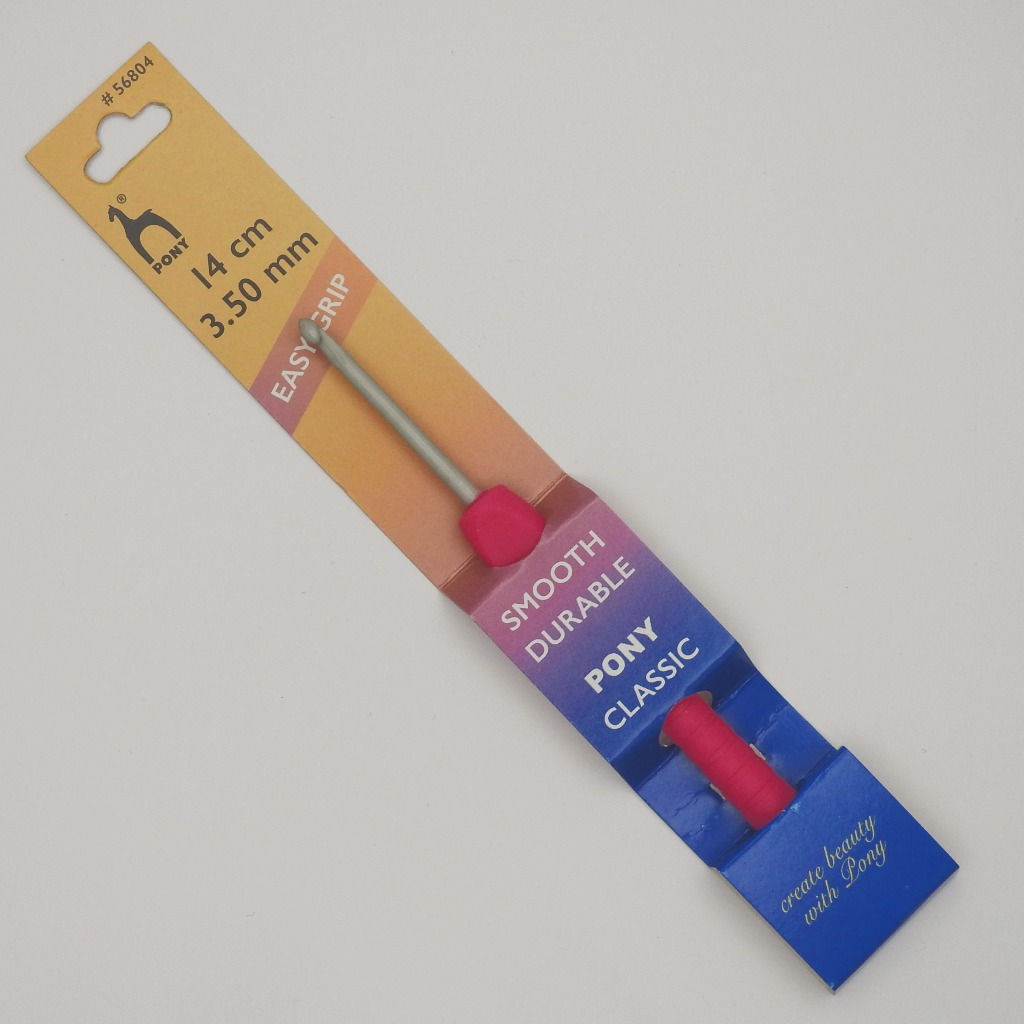 # 56804
®
PONY
14 cm
3.50 mm
EASY GRIP
SMOOTH
DURABLE
PONY
CLASSIC
create beauty
with Pony